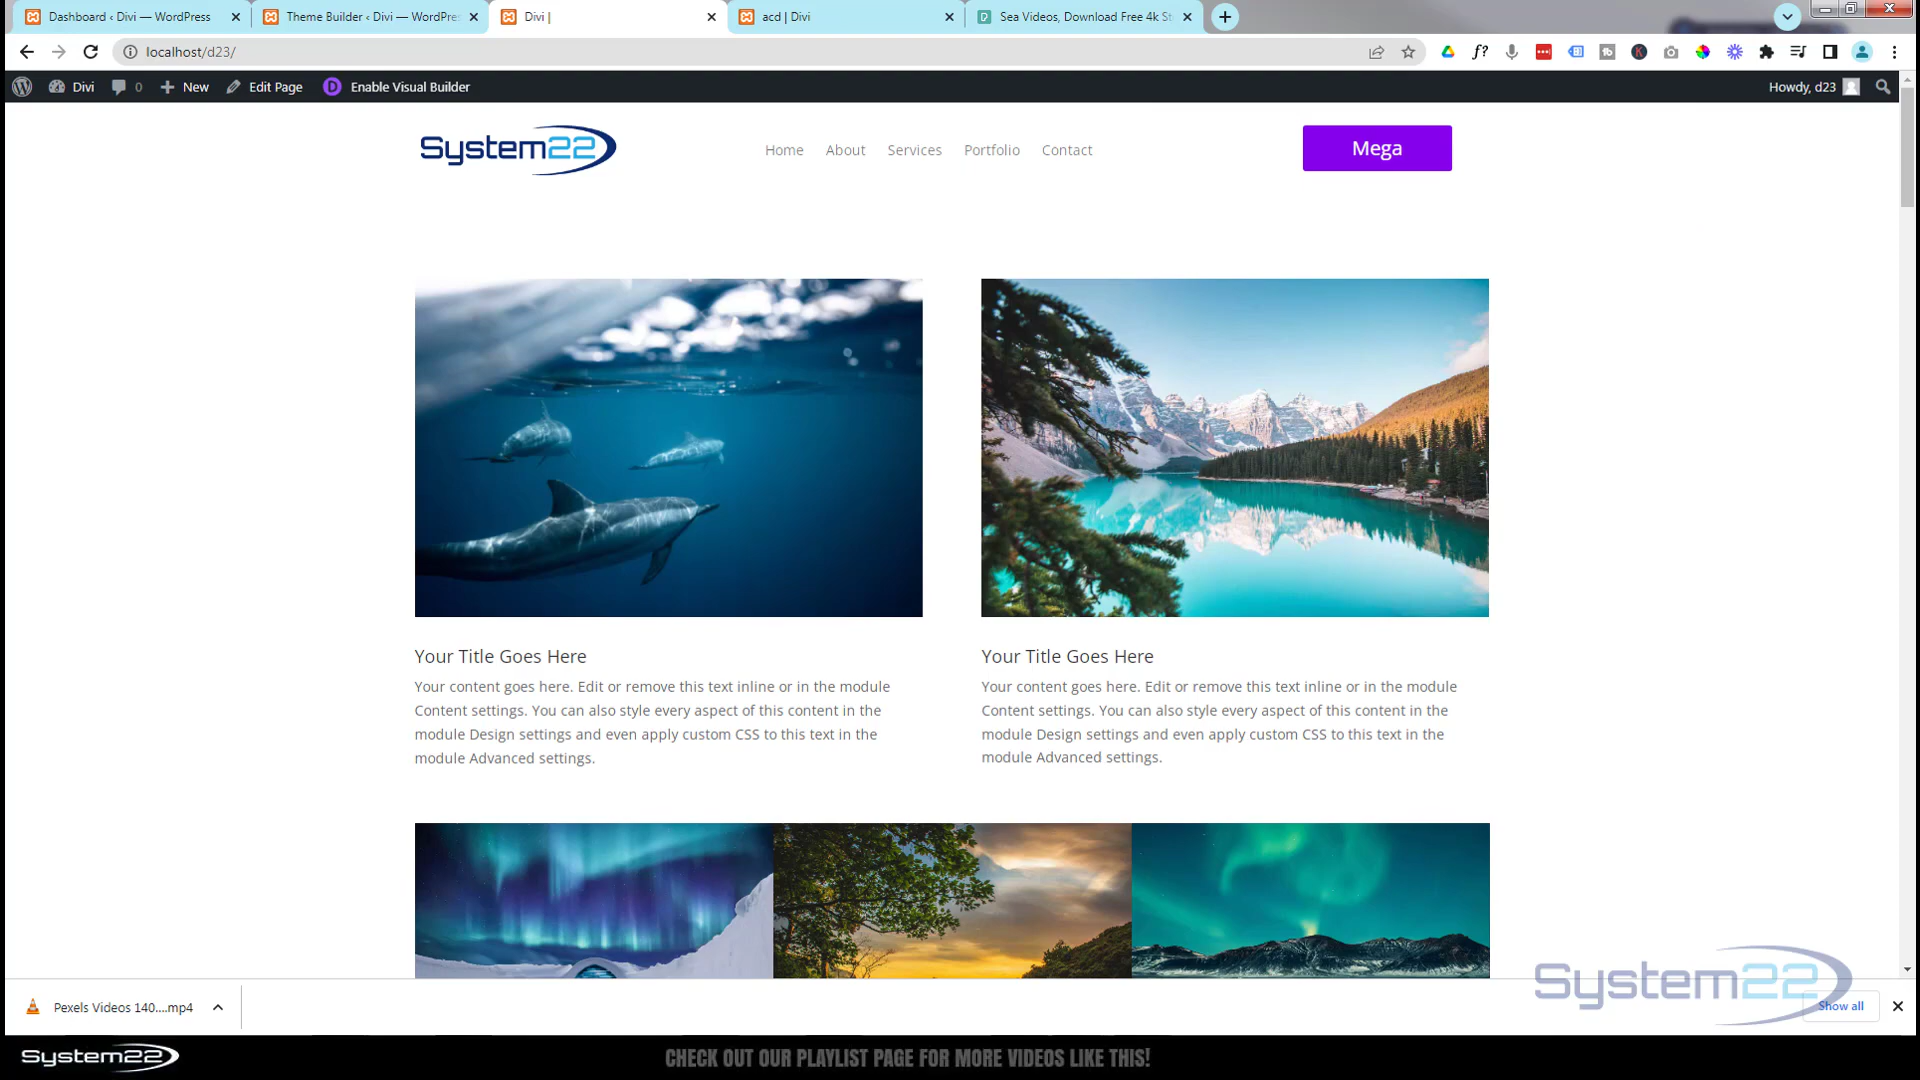 Dashboard ‹ Divi — WordPress
Theme Builder ‹ Divi — WordPres
Divi |
acd | Divi
Sea Videos, Download Free 4k St
localhost/d23/
Divi
0
New
Edit Page
Enable Visual Builder
Howdy, d23
System22
Home
About
Services
Portfolio
Contact
Mega
Your Title Goes Here
Your content goes here. Edit or remove this text inline or in the module
Content settings. You can also style every aspect of this content in the
module Design settings and even apply custom CSS to this text in the
module Advanced settings.
Your Title Goes Here
Your content goes here. Edit or remove this text inline or in the module
Content settings. You can also style every aspect of this content in the
module Design settings and even apply custom CSS to this text in the
module Advanced settings.
System22
Pexels Videos 140....mp4
Show all
System22
CHECK OUT OUR PLAYLIST PAGE FOR MORE VIDEOS LIKE THIS!